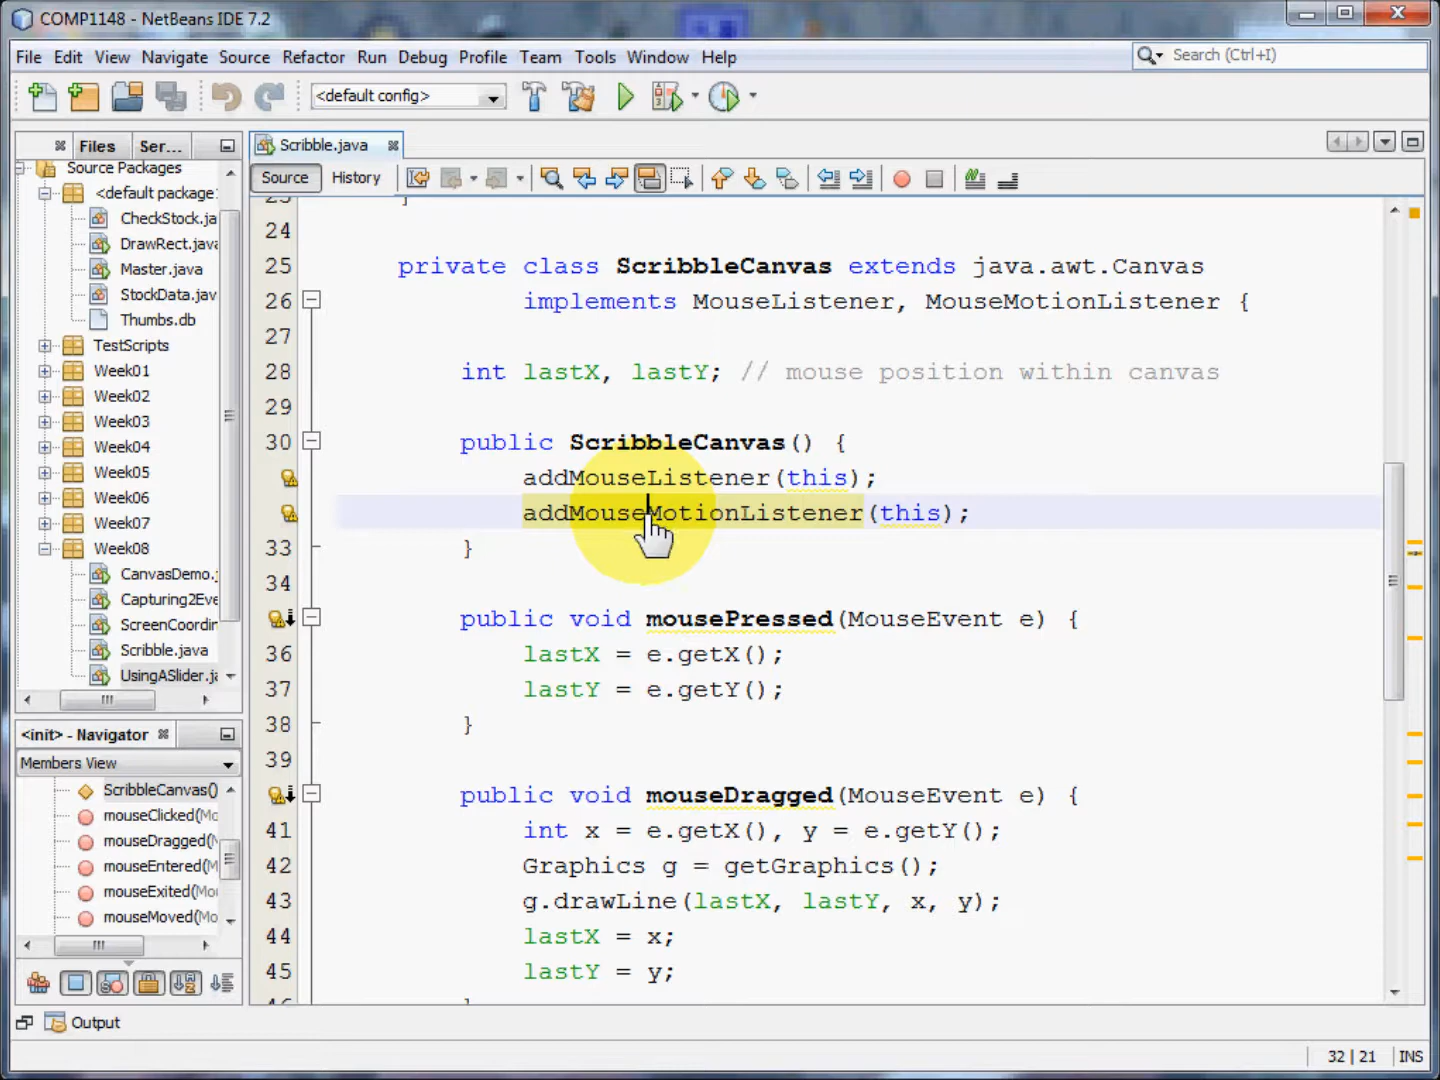 COMP1148 - NetBeans IDE 7.2
File Edit View Navigate Source Refactor Run Debug Profile Team Tools Window Help
Search (Ctrl+I)
<default config>
Files Ser...
Scribble.java
Source Packages
<default package
CheckStock.ja
DrawRect.java
Master.java
StockData.jav
Thumbs.db
TestScripts
Week01
Week02
Week03
Week04
Week05
Week06
Week07
Week08
CanvasDemo.
Capturing2Eve
ScreenCoordin
Scribble.java
UsingASlider.j
<init> - Navigator
Members View
ScribbleCanvas()
mouseClicked(Mo
mouseDragged(
mouseEntered(M
mouseExited(Mo
mouseMoved(Mo
Source History
24
25 private class ScribbleCanvas extends java.awt.Canvas
26 implements MouseListener, MouseMotionListener {
27
28 int lastX, lastY; // mouse position within canvas
29
30 public ScribbleCanvas() {
addMouseListener(this);
addMouseMotionListener(this);
33 }
34
public void mousePressed(MouseEvent e) {
36 lastX = e.getX();
37 lastY = e.getY();
38 }
39
public void mouseDragged(MouseEvent e) {
41 int x = e.getX(), y = e.getY();
42 Graphics g = getGraphics();
43 g.drawLine(lastX, lastY, x, y);
44 lastX = x;
45 lastY = y;
Output
32 | 21 INS